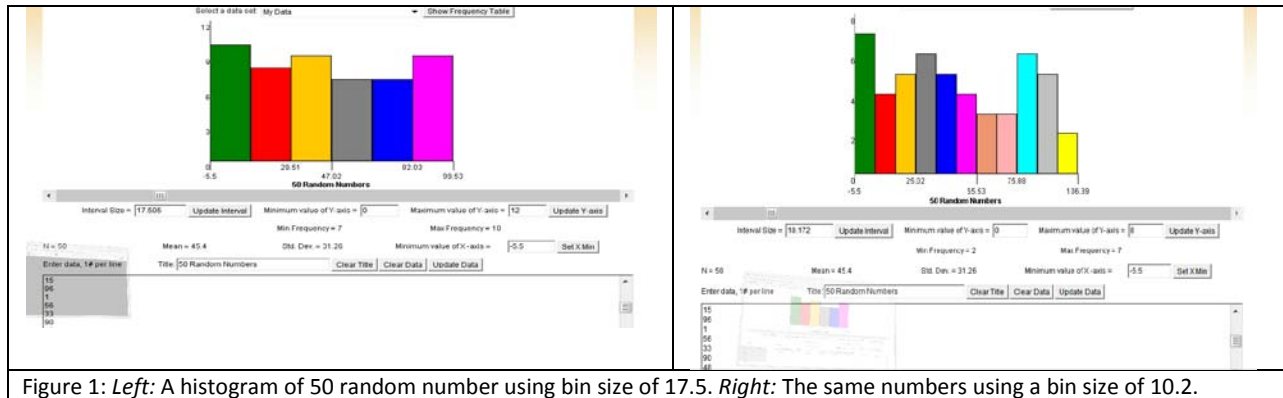 Select a data set: My Data Show Frequency Table
12
9
6
3
0
-5.5 29.51 47.02 82.03 99.53
50 Random Numbers
Interval Size = 17.506 Update Interval Minimum value of Y-axis = 0 Maximum value of Y-axis = 12 Update Y-axis
Min Frequency = 7 Max Frequency = 10
N = 50 Mean = 45.4 Std. Dev. = 31.26 Minimum value of X-axis = -5.5 Set X Min
Enter data, 1# per line Title: 50 Random Numbers Clear Title Clear Data Update Data
15
96
1
56
33
90
8
6
4
2
0
-5.5 25.02 55.53 75.88 106.39
50 Random Numbers
Interval Size = 10.172 Update Interval Minimum value of Y-axis = 0 Maximum value of Y-axis = 8 Update Y-axis
Min Frequency = 2 Max Frequency = 7
N = 50 Mean = 45.4 Std. Dev. = 31.26 Minimum value of X-axis = -5.5 Set X Min
Enter data, 1# per line Title: 50 Random Numbers Clear Title Clear Data Update Data
15
96
1
56
33
90
48
Figure 1: Left: A histogram of 50 random number using bin size of 17.5. Right: The same numbers using a bin size of 10.2.